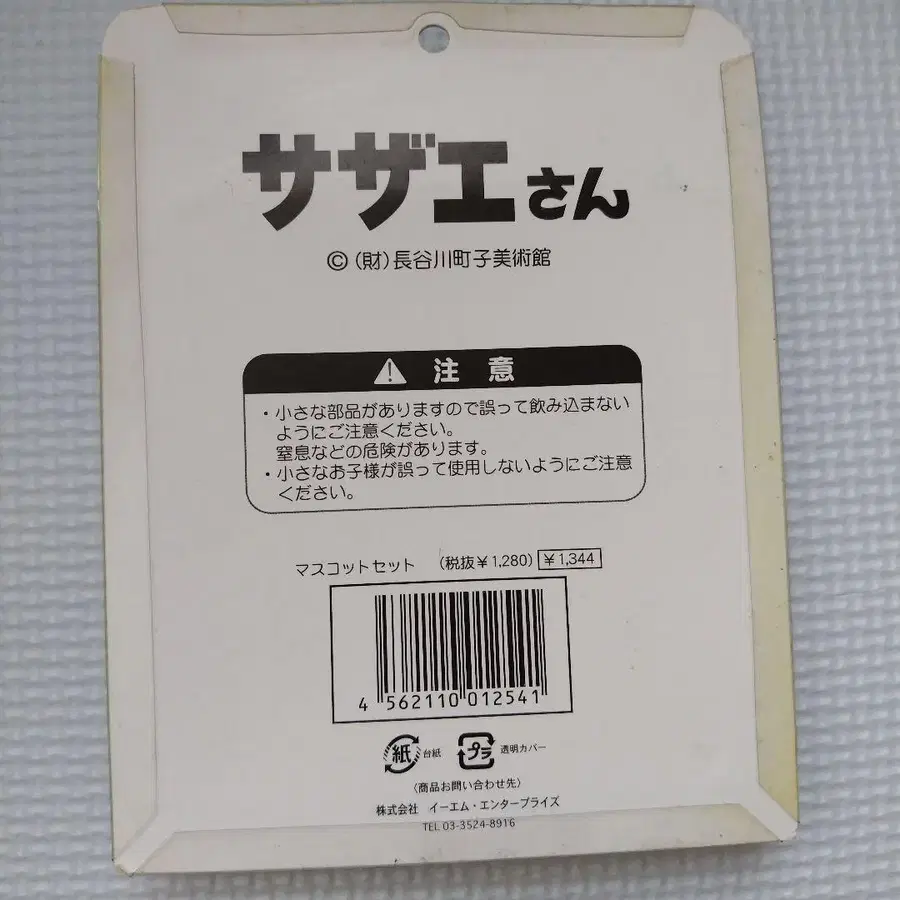 サザエさん
©(財)長谷川町子美術館
⚠ 注意
・小さな部品がありますので誤って飲み込まない
ようにご注意ください。
窒息などの危険があります。
・小さなお子様が誤って使用しないようにご注意
ください。
マスコットセット (税抜¥1,280) ¥1,344
4 562110 012541
紙 台紙 プラ 透明カバー
〈商品お問い合わせ先〉
株式会社 イーエム・エンタープライズ
TEL 03-3524-8916